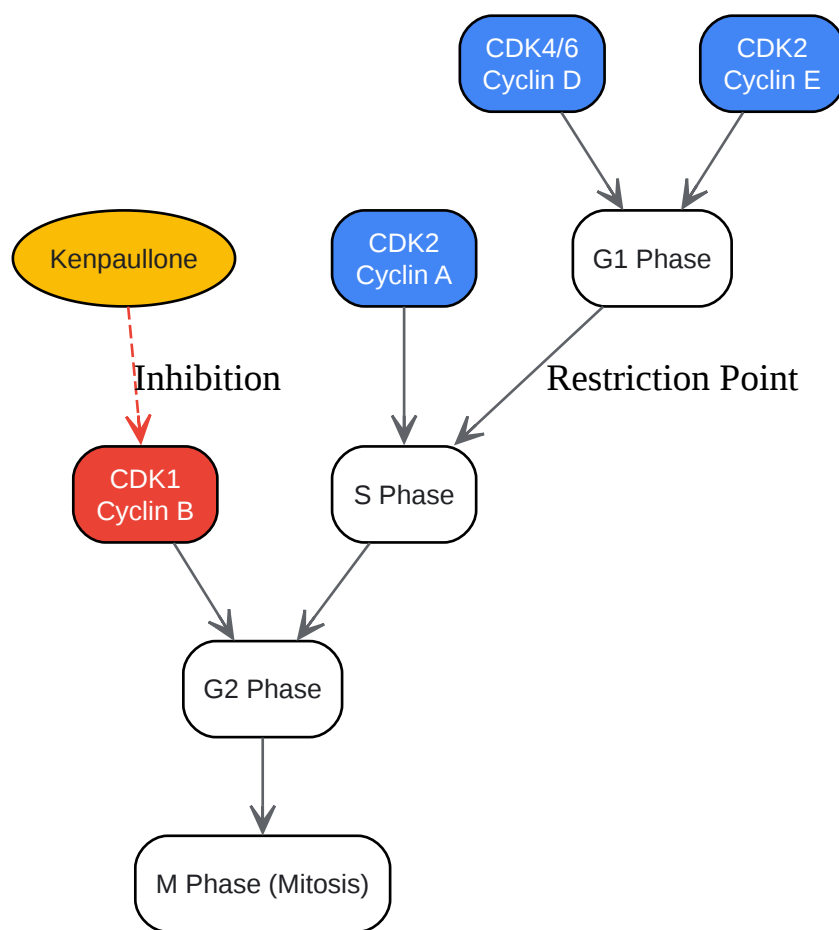 CDK4/6
Cyclin D
CDK2
Cyclin E
Kenpaullone
CDK2
Cyclin A
G1 Phase
Inhibition
Restriction Point
CDK1
Cyclin B
S Phase
G2 Phase
M Phase (Mitosis)